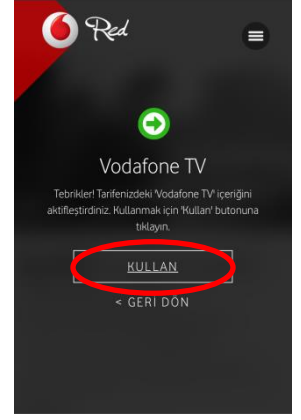 Red
Vodafone TV
Tebrikler! Tarifenizdeki 'Vodafone TV' içeriğini
aktifleştirdiniz. Kullanmak için 'Kullan' butonuna
tıklayın.
KULLAN
< GERİ DÖN